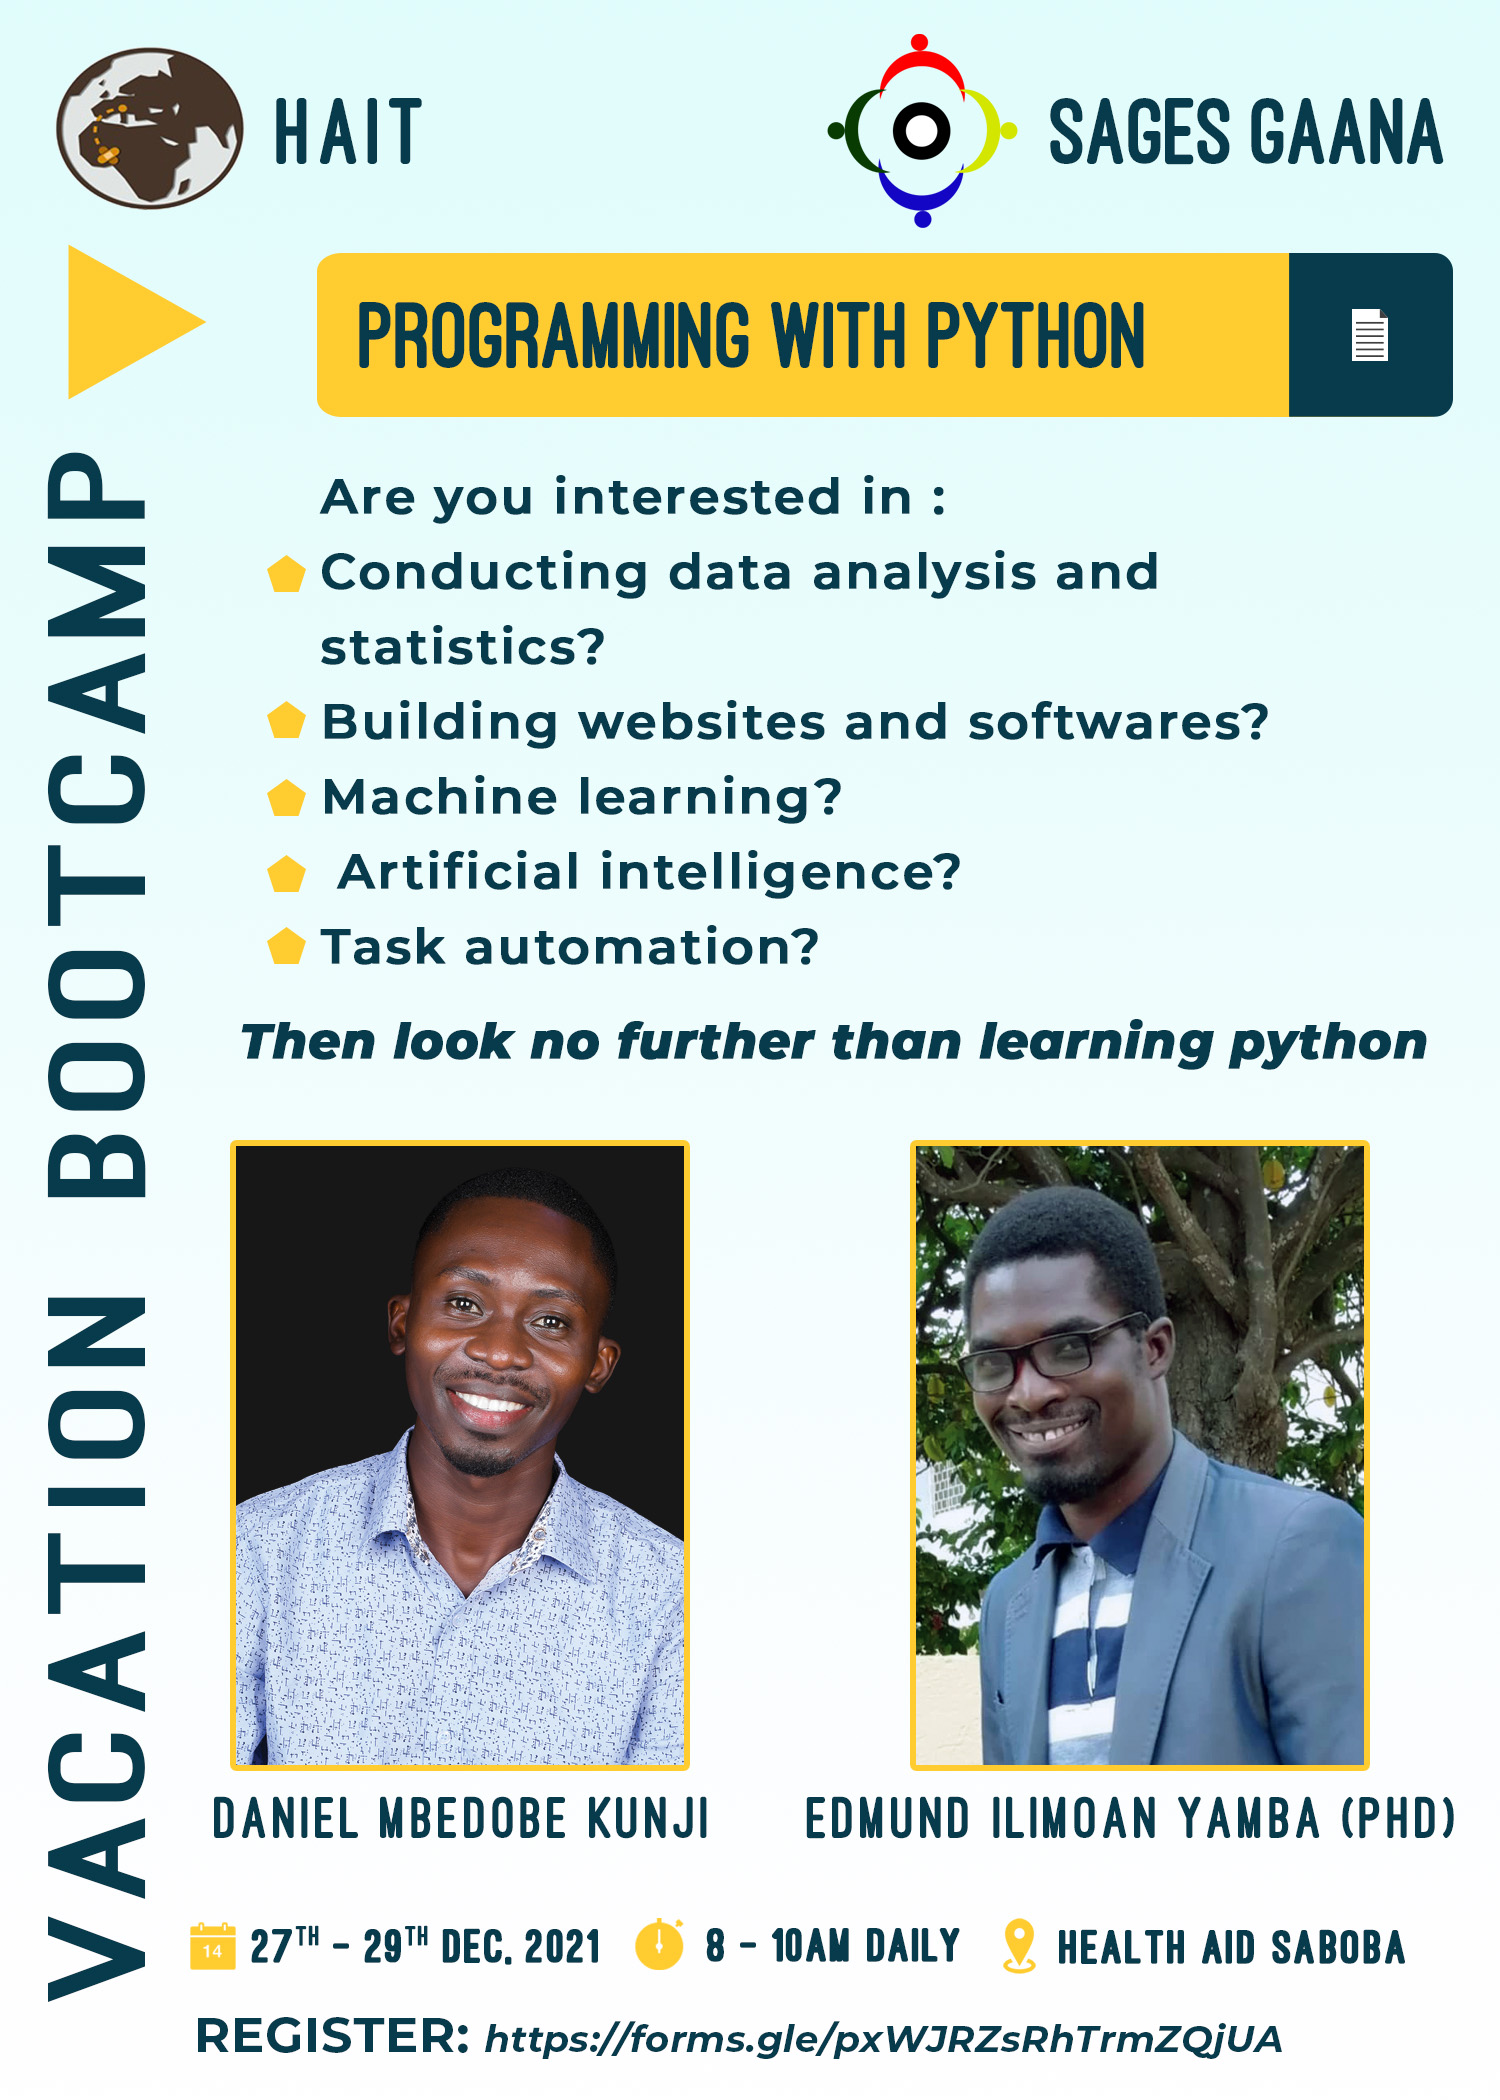 HAIT
SAGES GAANA
PROGRAMMING WITH PYTHON
VACATION BOOTCAMP
Are you interested in :
Conducting data analysis and
statistics?
Building websites and softwares?
Machine learning?
Artificial intelligence?
Task automation?
Then look no further than learning python
DANIEL MBEDOBE KUNJI
EDMUND ILIMOAN YAMBA (PHD)
14
27TH - 29TH DEC, 2021
8 - 10AM DAILY
HEALTH AID SABOBA
REGISTER: https://forms.gle/pxWJRZsRhTrmZQjUA